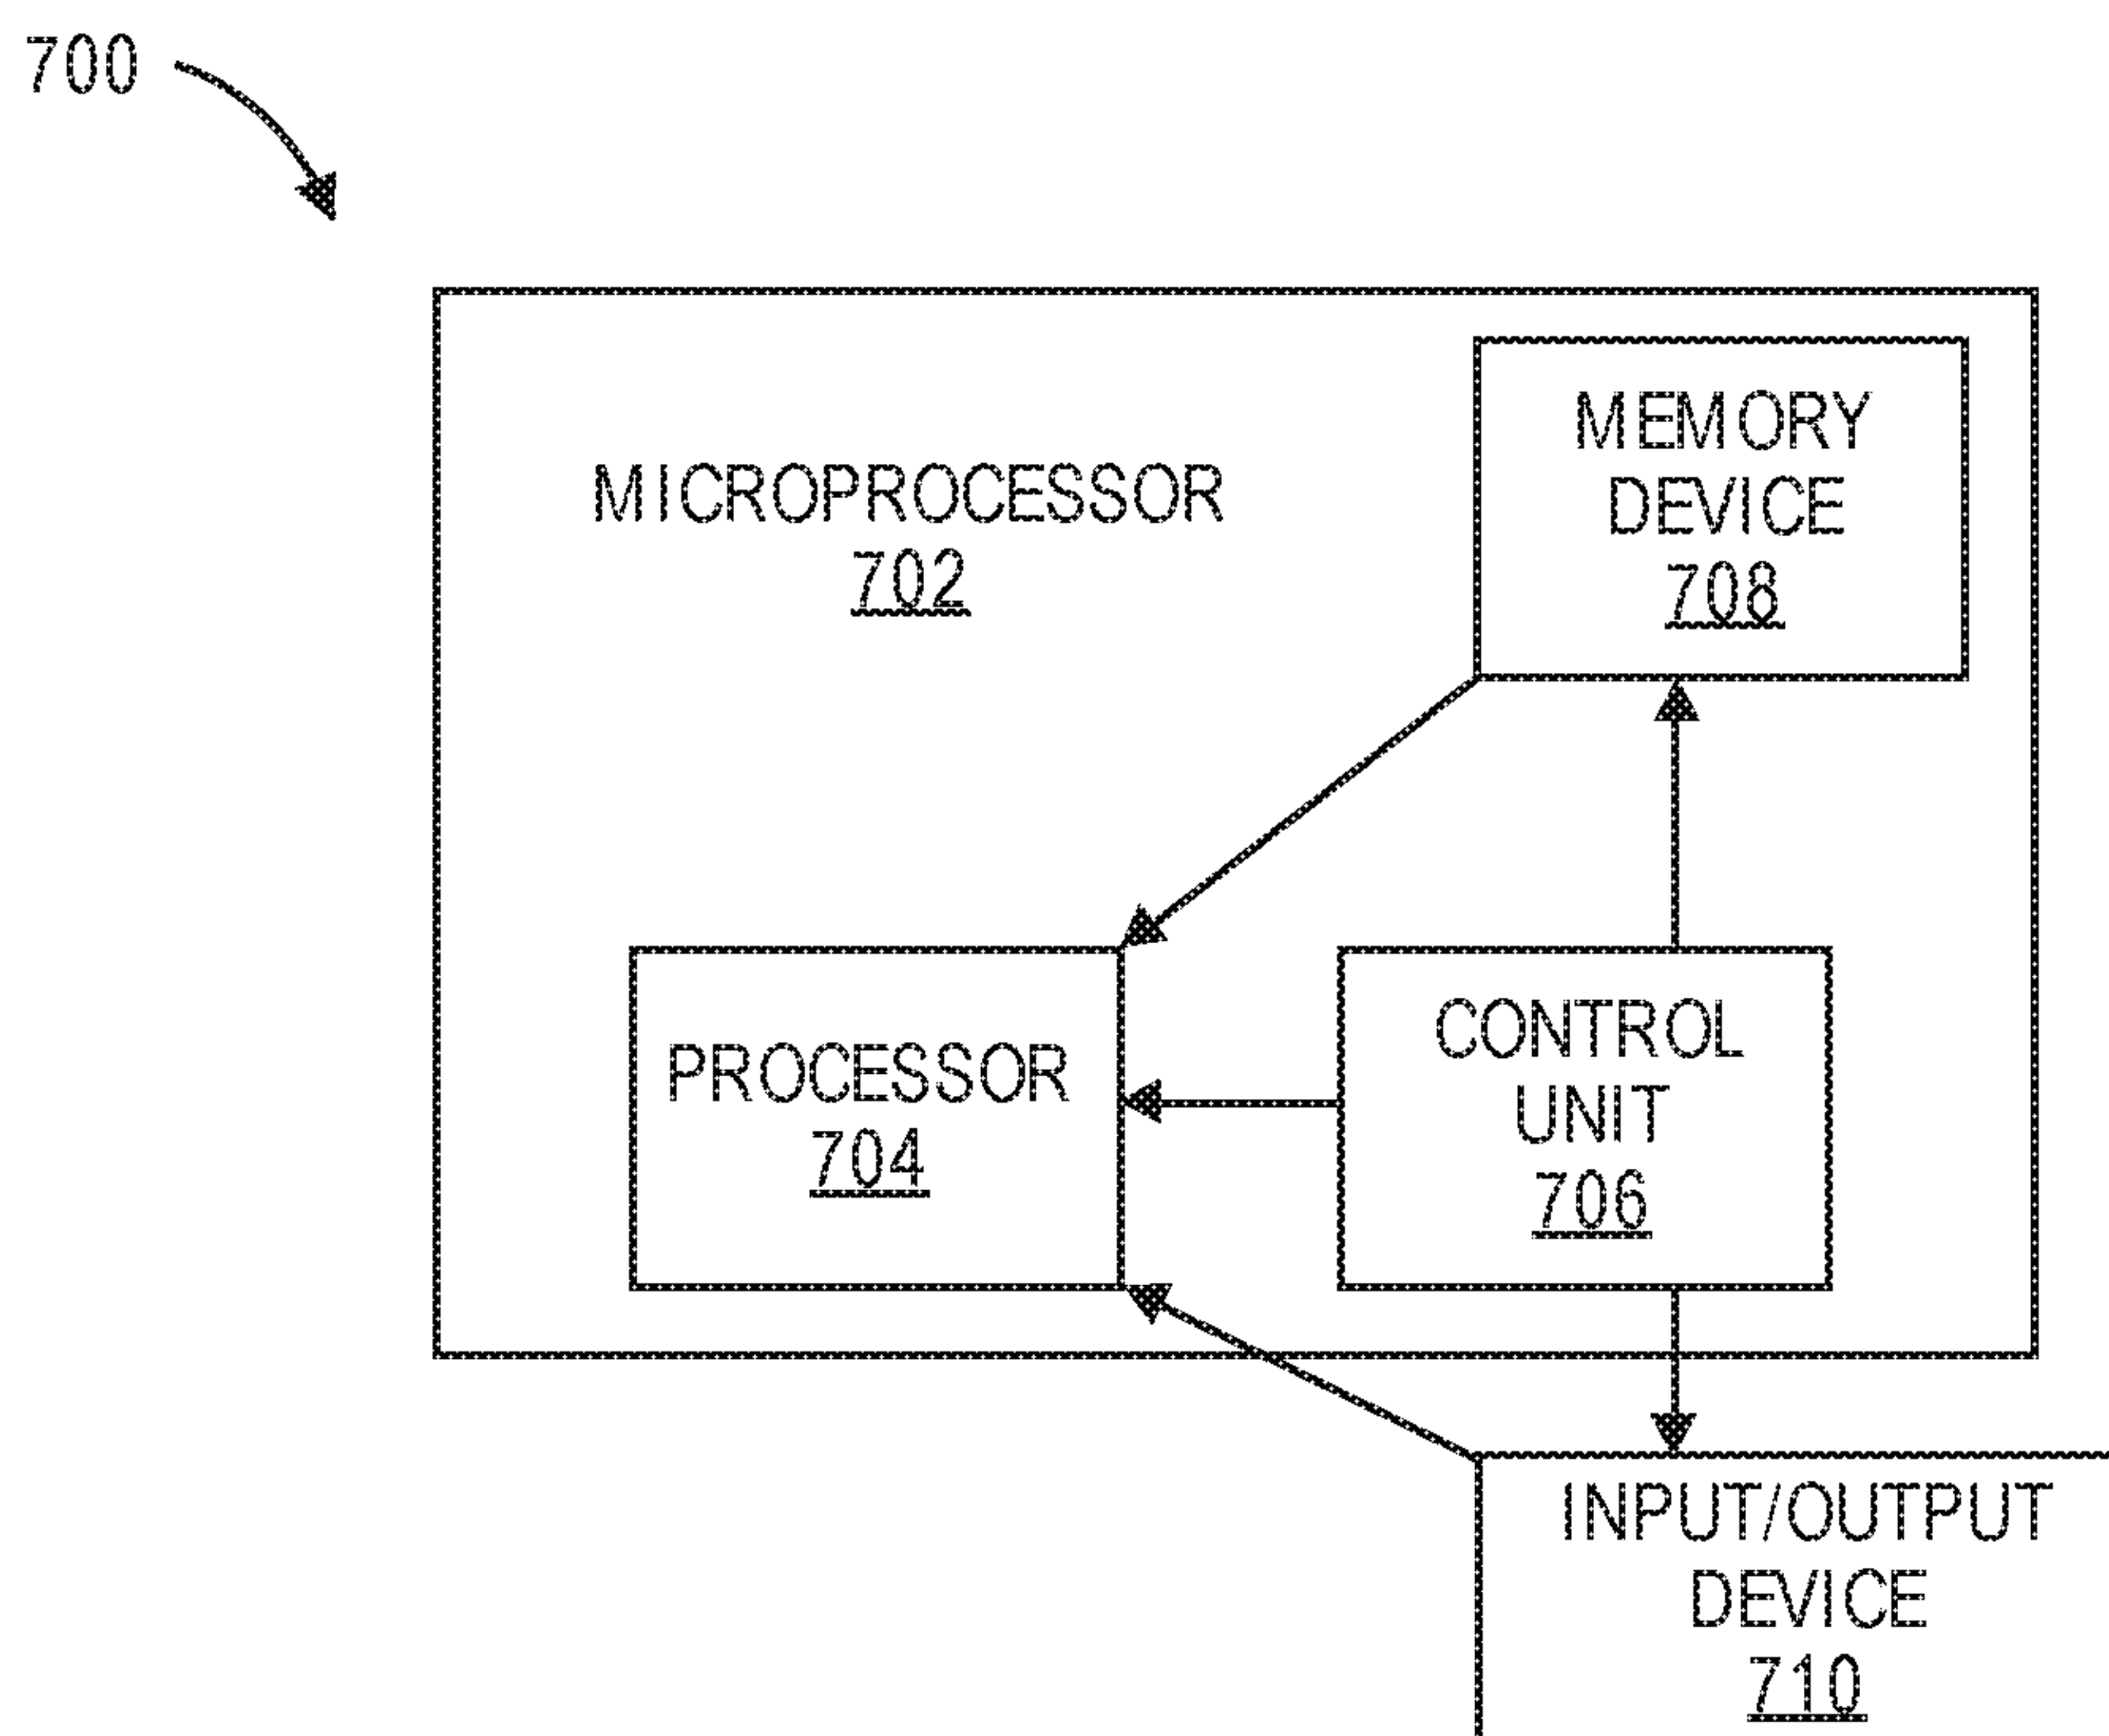 700
MICROPROCESSOR
702
MEMORY
DEVICE
708
PROCESSOR
704
CONTROL
UNIT
706
INPUT/OUTPUT
DEVICE
710